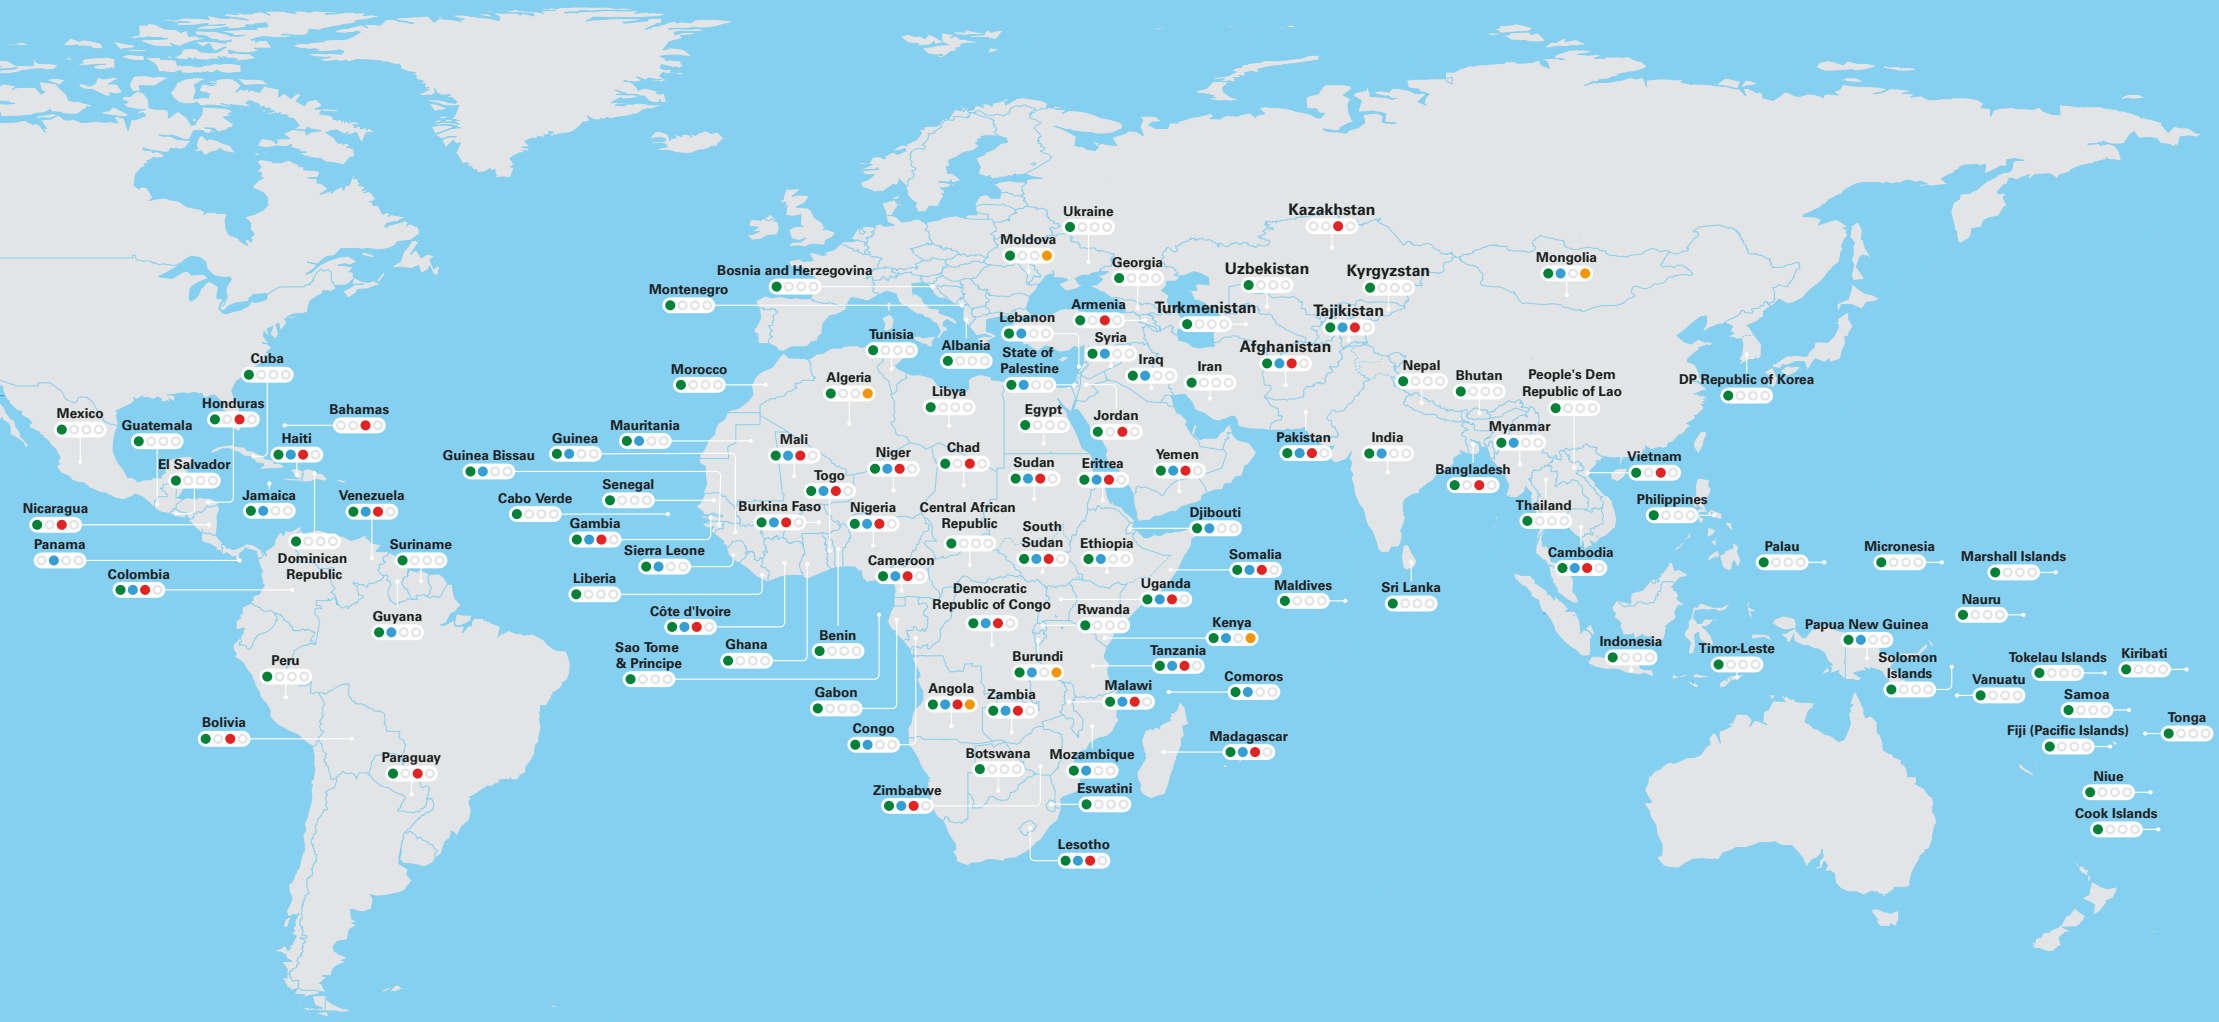 Ukraine
Kazakhstan
Moldova
Mongolia
Georgia
Uzbekistan
Kyrgyzstan
Bosnia and Herzegovina
Montenegro
Armenia
Turkmenistan
Tajikistan
Lebanon
Tunisia
Albania
Syria
Afghanistan
State of
Palestine
Iraq
Iran
Cuba
Morocco
Algeria
Libya
Nepal
Bhutan
People's Dem
Republic of Lao
DP Republic of Korea
Mexico
Honduras
Bahamas
Guatemala
Haiti
Mauritania
Guinea
Egypt
Jordan
Myanmar
Mali
Niger
Chad
Pakistan
India
Guinea Bissau
El Salvador
Togo
Sudan
Eritrea
Yemen
Bangladesh
Vietnam
Jamaica
Venezuela
Cabo Verde
Senegal
Burkina Faso
Nigeria
Central African
Republic
Thailand
Philippines
Nicaragua
Gambia
South
Sudan
Ethiopia
Djibouti
Panama
Suriname
Sierra Leone
Cameroon
Somalia
Cambodia
Palau
Micronesia
Marshall Islands
Dominican
Republic
Colombia
Liberia
Democratic
Republic of Congo
Uganda
Maldives
Sri Lanka
Nauru
Guyana
Côte d'Ivoire
Rwanda
Kenya
Papua New Guinea
Ghana
Benin
Sao Tome
& Principe
Burundi
Tanzania
Indonesia
Timor-Leste
Solomon
Islands
Tokelau Islands
Kiribati
Peru
Gabon
Angola
Zambia
Malawi
Comoros
Vanuatu
Samoa
Bolivia
Congo
Madagascar
Fiji (Pacific Islands)
Tonga
Paraguay
Botswana
Mozambique
Niue
Zimbabwe
Eswatini
Cook Islands
Lesotho